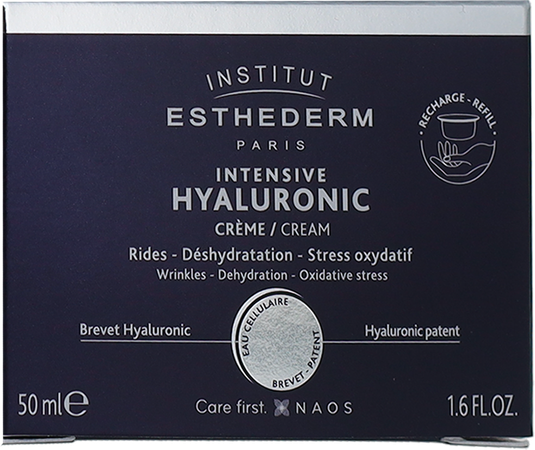 INSTITUT
ESTHEDERM
PARIS
RECHARGE - REFILL
INTENSIVE
HYALURONIC
CRÈME / CREAM
Rides - Déshydratation - Stress oxydatif
Wrinkles - Dehydration - Oxidative stress
Brevet Hyaluronic
EAU CELLULAIRE
BREVET - PATENT
Hyaluronic patent
50 ml e
Care first. NAOS
1.6 FL.OZ.